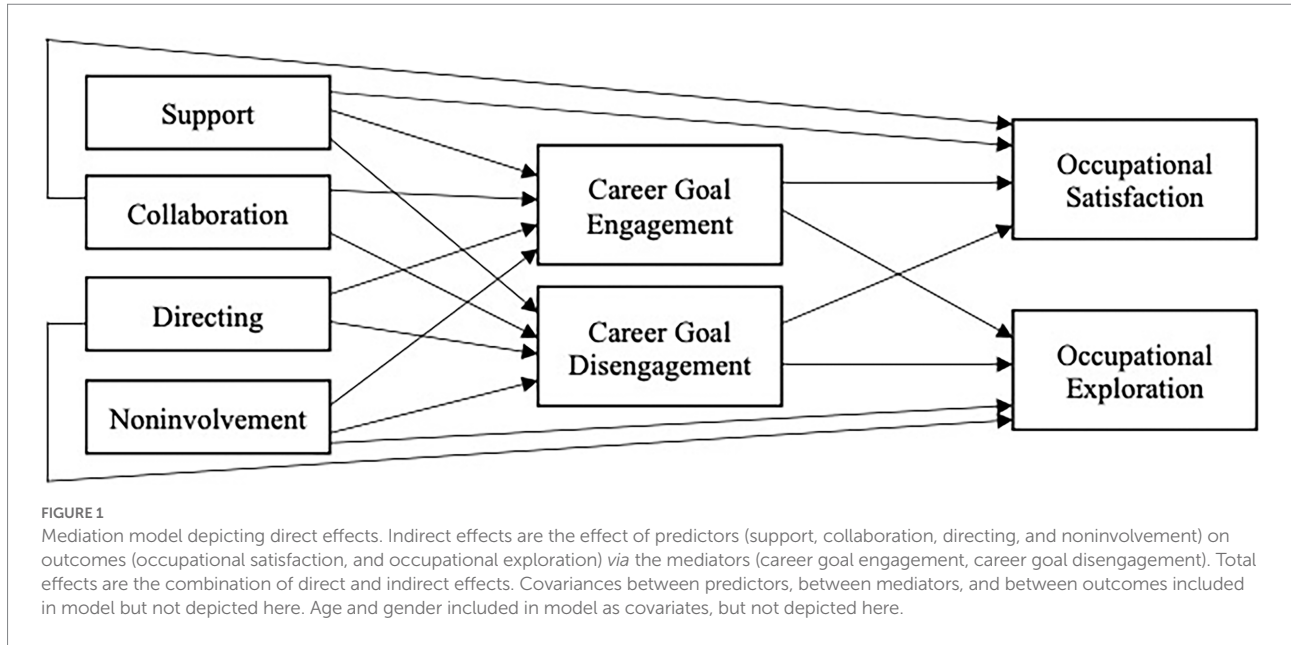 Support
Collaboration
Directing
Noninvolvement
Career Goal
Engagement
Career Goal
Disengagement
Occupational
Satisfaction
Occupational
Exploration
FIGURE 1
Mediation model depicting direct effects. Indirect effects are the effect of predictors (support, collaboration, directing, and noninvolvement) on
outcomes (occupational satisfaction, and occupational exploration) via the mediators (career goal engagement, career goal disengagement). Total
effects are the combination of direct and indirect effects. Covariances between predictors, between mediators, and between outcomes included
in model but not depicted here. Age and gender included in model as covariates, but not depicted here.